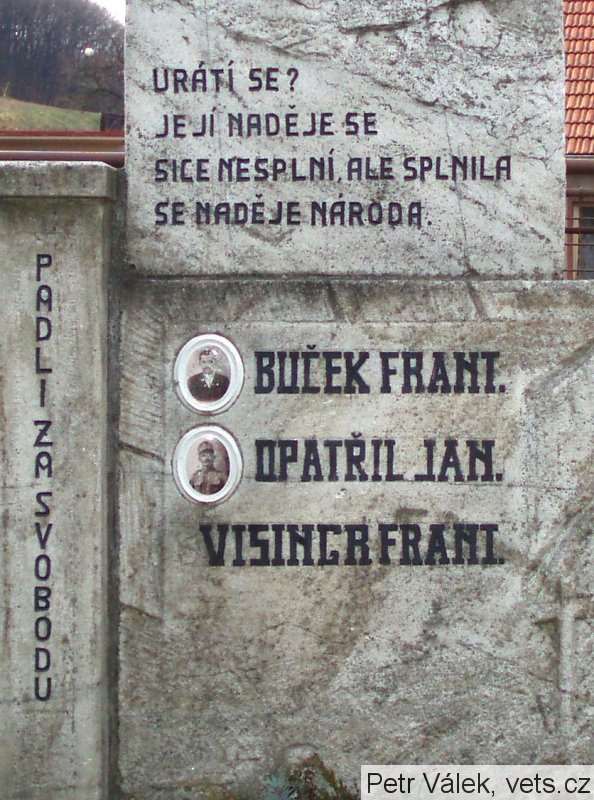 URÁTÍ SE?
JEJÍ NADĚJE SE
SICE NESPLNÍ, ALE SPLNILA
SE NADĚJE NÁRODA.
PADLI ZA SVOBODU
BUČEK FRANT.
OPATŘIL JAN.
VISINGR FRANT.
Petr Válek, vets.cz